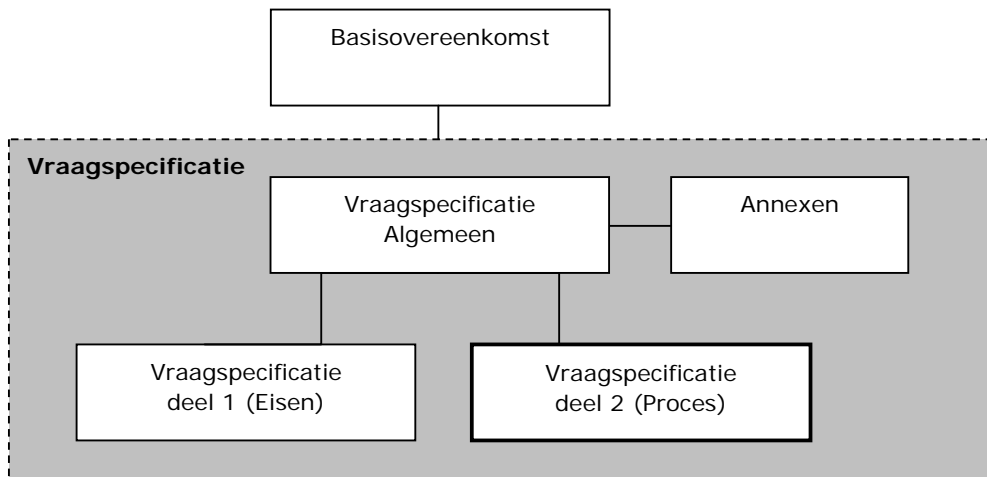 Basisovereenkomst
Vraagspecificatie
Vraagspecificatie
Algemeen
Annexen
Vraagspecificatie
deel 1 (Eisen)
Vraagspecificatie
deel 2 (Proces)